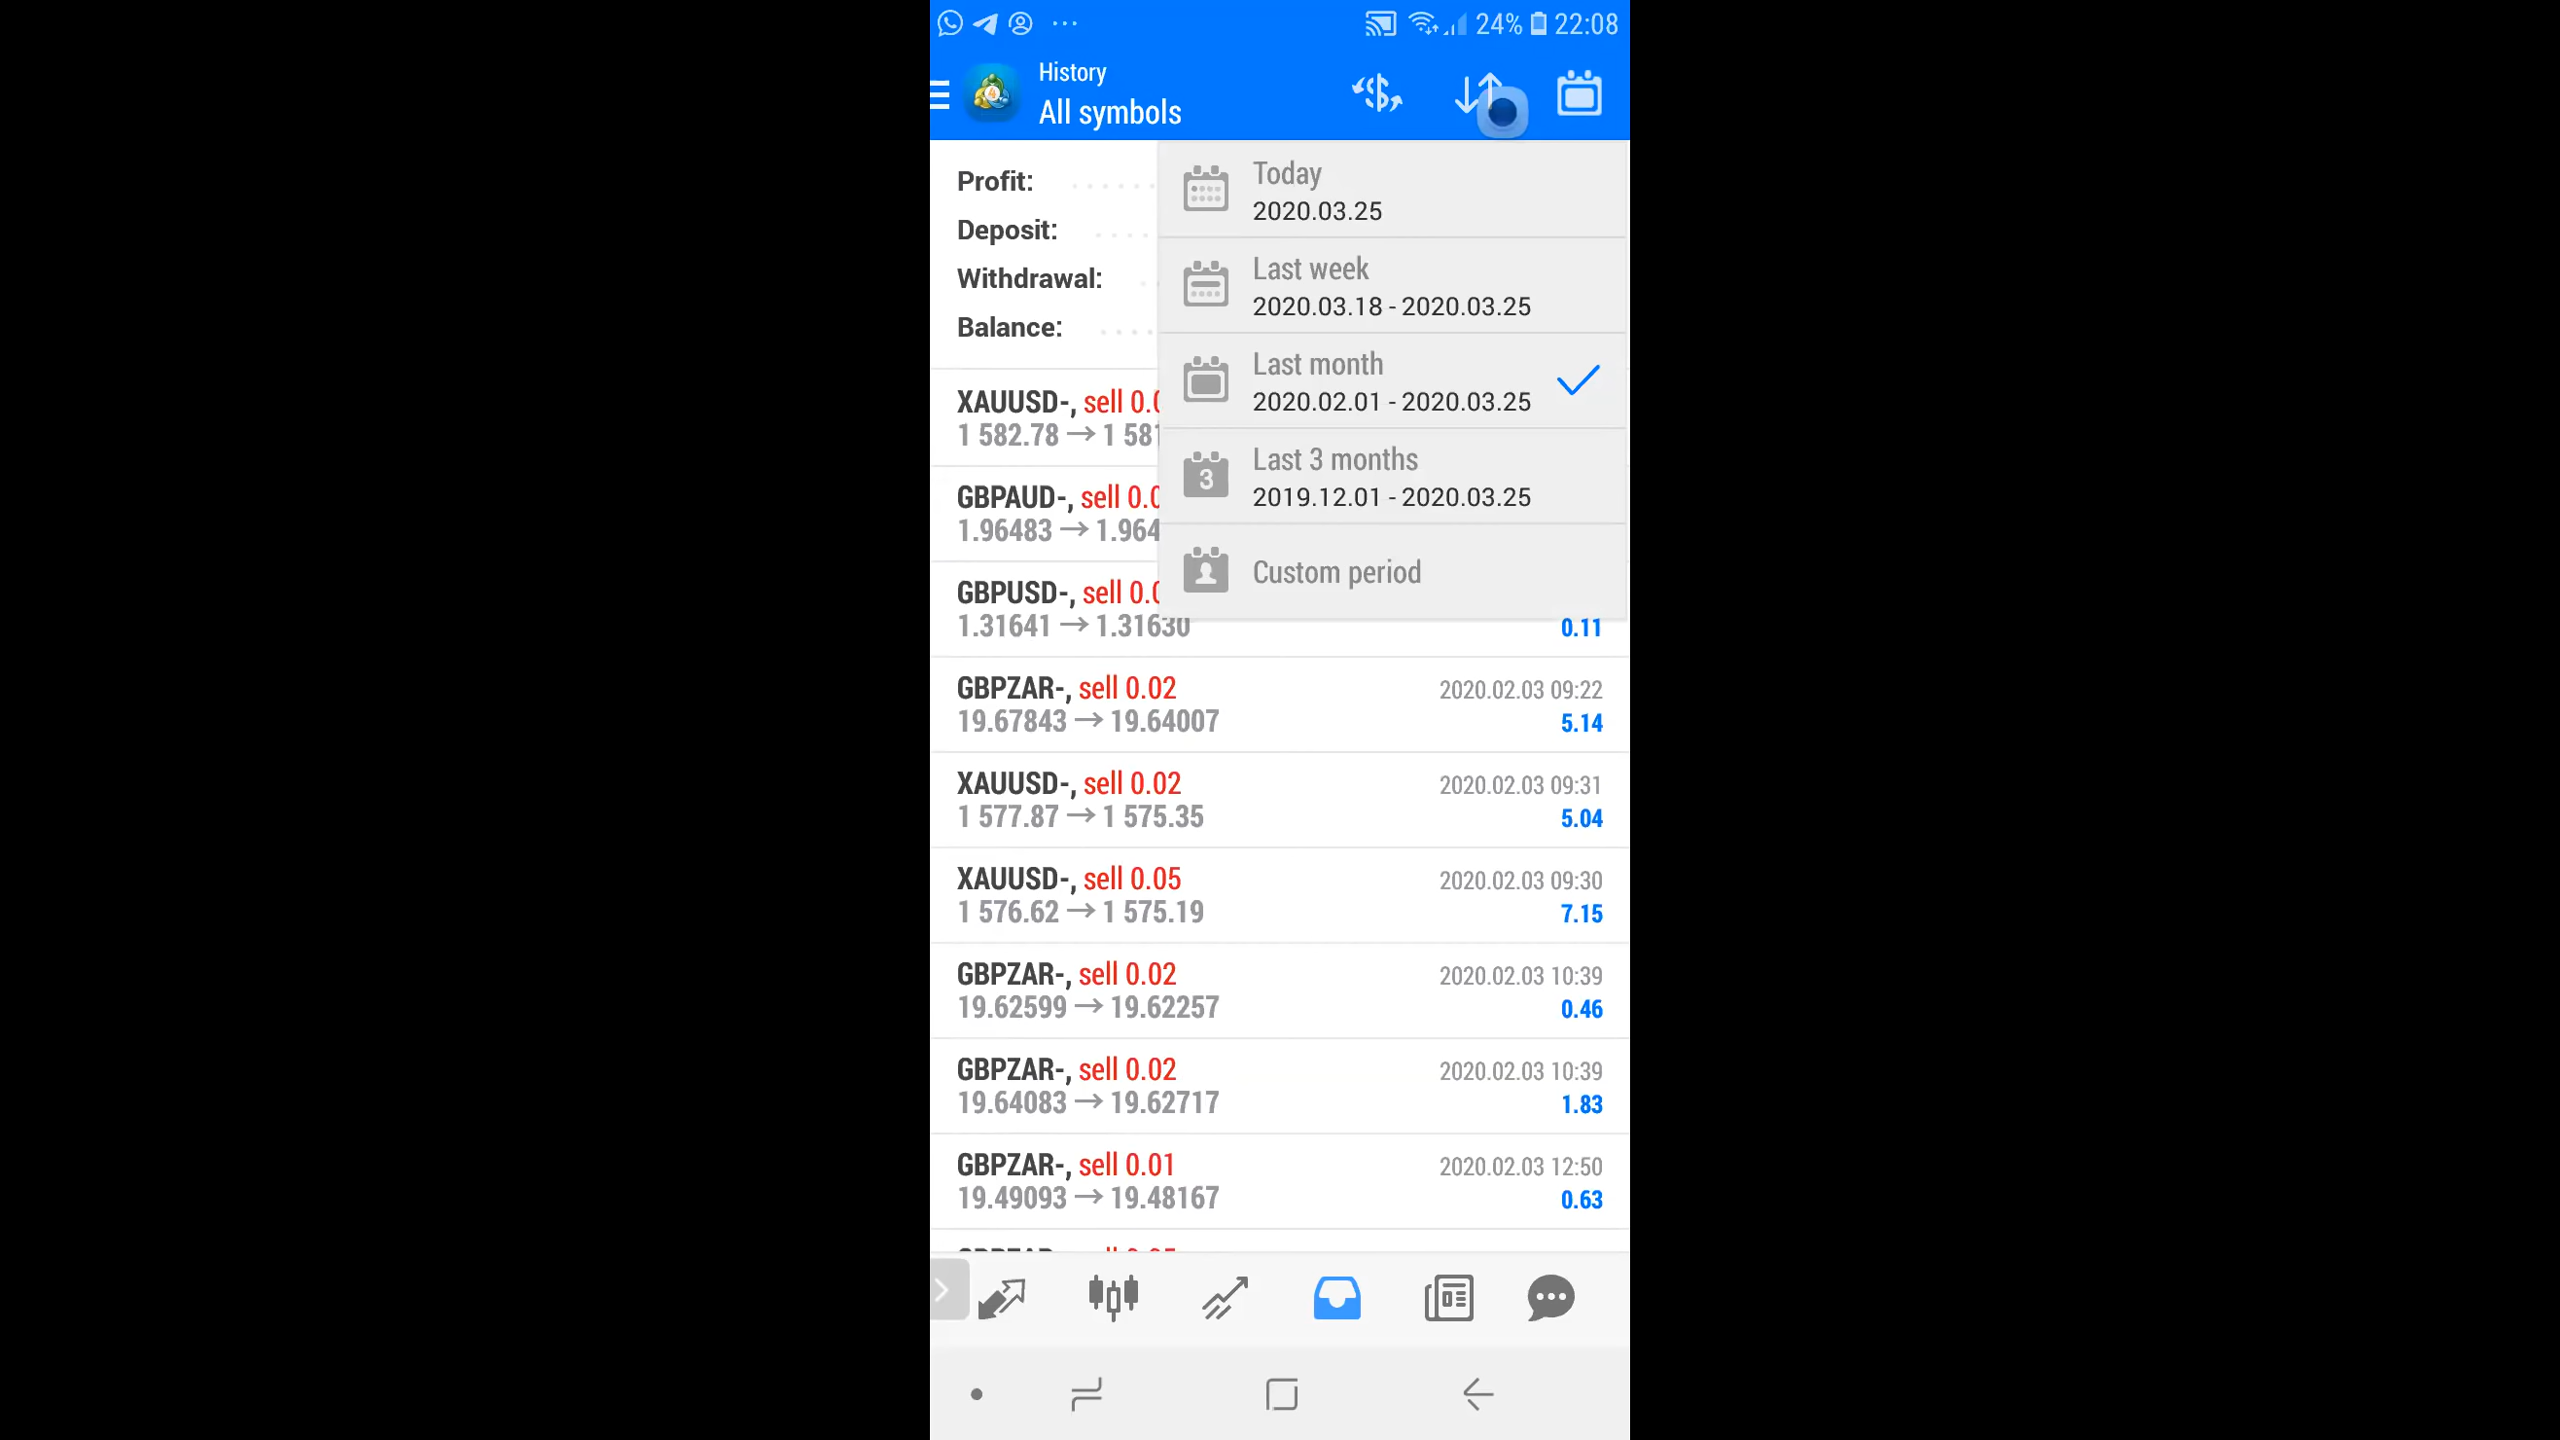 24% 22:08
History
All symbols
Profit:
Deposit:
Withdrawal:
Balance:
Today
2020.03.25
Last week
2020.03.18 - 2020.03.25
Last month
2020.02.01 - 2020.03.25
3
Last 3 months
2019.12.01 - 2020.03.25
Custom period
XAUUSD-, sell
1 582.78 → 1 581
GBPAUD-, sell
1.96483 → 1.964
GBPUSD-, sell
1.31641 → 1.31630
0.11
GBPZAR-, sell 0.02 2020.02.03 09:22
19.67843 → 19.64007 5.14
XAUUSD-, sell 0.02 2020.02.03 09:31
1 577.87 → 1 575.35 5.04
XAUUSD-, sell 0.05 2020.02.03 09:30
1 576.62 → 1 575.19 7.15
GBPZAR-, sell 0.02 2020.02.03 10:39
19.62599 → 19.62257 0.46
GBPZAR-, sell 0.02 2020.02.03 10:39
19.64083 → 19.62717 1.83
GBPZAR-, sell 0.01 2020.02.03 12:50
19.49093 → 19.48167 0.63